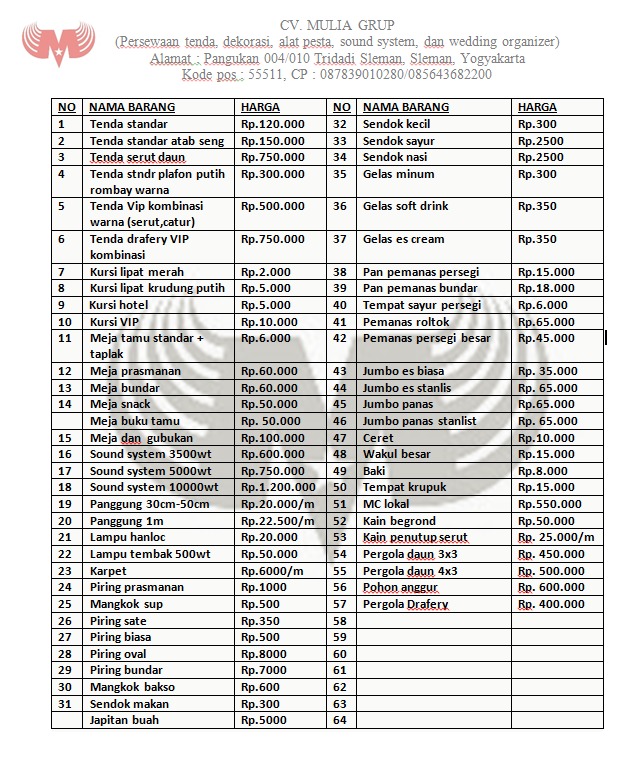 CV. MULIA GRUP
(Persewaan tenda, dekorasi, alat pesta, sound system, dan wedding organizer)
Alamat : Pangukan 004/010 Tridadi Sleman, Sleman, Yogyakarta
Kode pos : 55511, CP : 087839010280/085643682200
NO NAMA BARANG HARGA NO NAMA BARANG HARGA
1 Tenda standar Rp.120.000 32 Sendok kecil Rp.300
2 Tenda standar atab seng Rp.150.000 33 Sendok sayur Rp.2500
3 Tenda serut daun Rp.750.000 34 Sendok nasi Rp.2500
4 Tenda stndr plafon putih Rp.300.000 35 Gelas minum Rp.300
rombay warna
5 Tenda Vip kombinasi Rp.500.000 36 Gelas soft drink Rp.350
warna (serut,catur)
6 Tenda drafery VIP Rp.750.000 37 Gelas es cream Rp.350
kombinasi
7 Kursi lipat merah Rp.2.000 38 Pan pemanas persegi Rp.15.000
8 Kursi lipat krudung putih Rp.5.000 39 Pan pemanas bundar Rp.18.000
9 Kursi hotel Rp.5.000 40 Tempat sayur persegi Rp.6.000
10 Kursi VIP Rp.10.000 41 Pemanas roltok Rp.65.000
11 Meja tamu standar + Rp.6.000 42 Pemanas persegi besar Rp.45.000
taplak
12 Meja prasmanan Rp.60.000 43 Jumbo es biasa Rp. 35.000
13 Meja bundar Rp.60.000 44 Jumbo es stanlis Rp. 65.000
14 Meja snack Rp.50.000 45 Jumbo panas Rp.65.000
Meja buku tamu Rp. 50.000 46 Jumbo panas stanlist Rp. 65.000
15 Meja dan gubukan Rp.100.000 47 Ceret Rp.10.000
16 Sound system 3500wt Rp.600.000 48 Wakul besar Rp.15.000
17 Sound system 5000wt Rp.750.000 49 Baki Rp.8.000
18 Sound system 10000wt Rp.1.200.000 50 Tempat krupuk Rp.15.000
19 Panggung 30cm-50cm Rp.20.000/m 51 MC lokal Rp.550.000
20 Panggung 1m Rp.22.500/m 52 Kain begrond Rp.50.000
21 Lampu hanloc Rp.20.000 53 Kain penutup serut Rp. 25.000/m
22 Lampu tembak 500wt Rp.50.000 54 Pergola daun 3x3 Rp. 450.000
23 Karpet Rp.6000/m 55 Pergola daun 4x3 Rp. 500.000
24 Piring prasmanan Rp.1000 56 Pohon anggur Rp. 600.000
25 Mangkok sup Rp.500 57 Pergola Drafery Rp. 400.000
26 Piring sate Rp.350 58
27 Piring biasa Rp.500 59
28 Piring oval Rp.8000 60
29 Piring bundar Rp.7000 61
30 Mangkok bakso Rp.600 62
31 Sendok makan Rp.300 63
Japitan buah Rp.5000 64